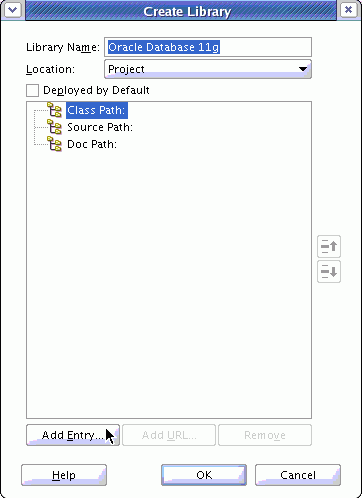 Create Library
Library Name: Oracle Database 11g
Location: Project
Deployed by Default
Class Path:
Source Path:
Doc Path:
Add Entry... Add URL... Remove
Help OK Cancel